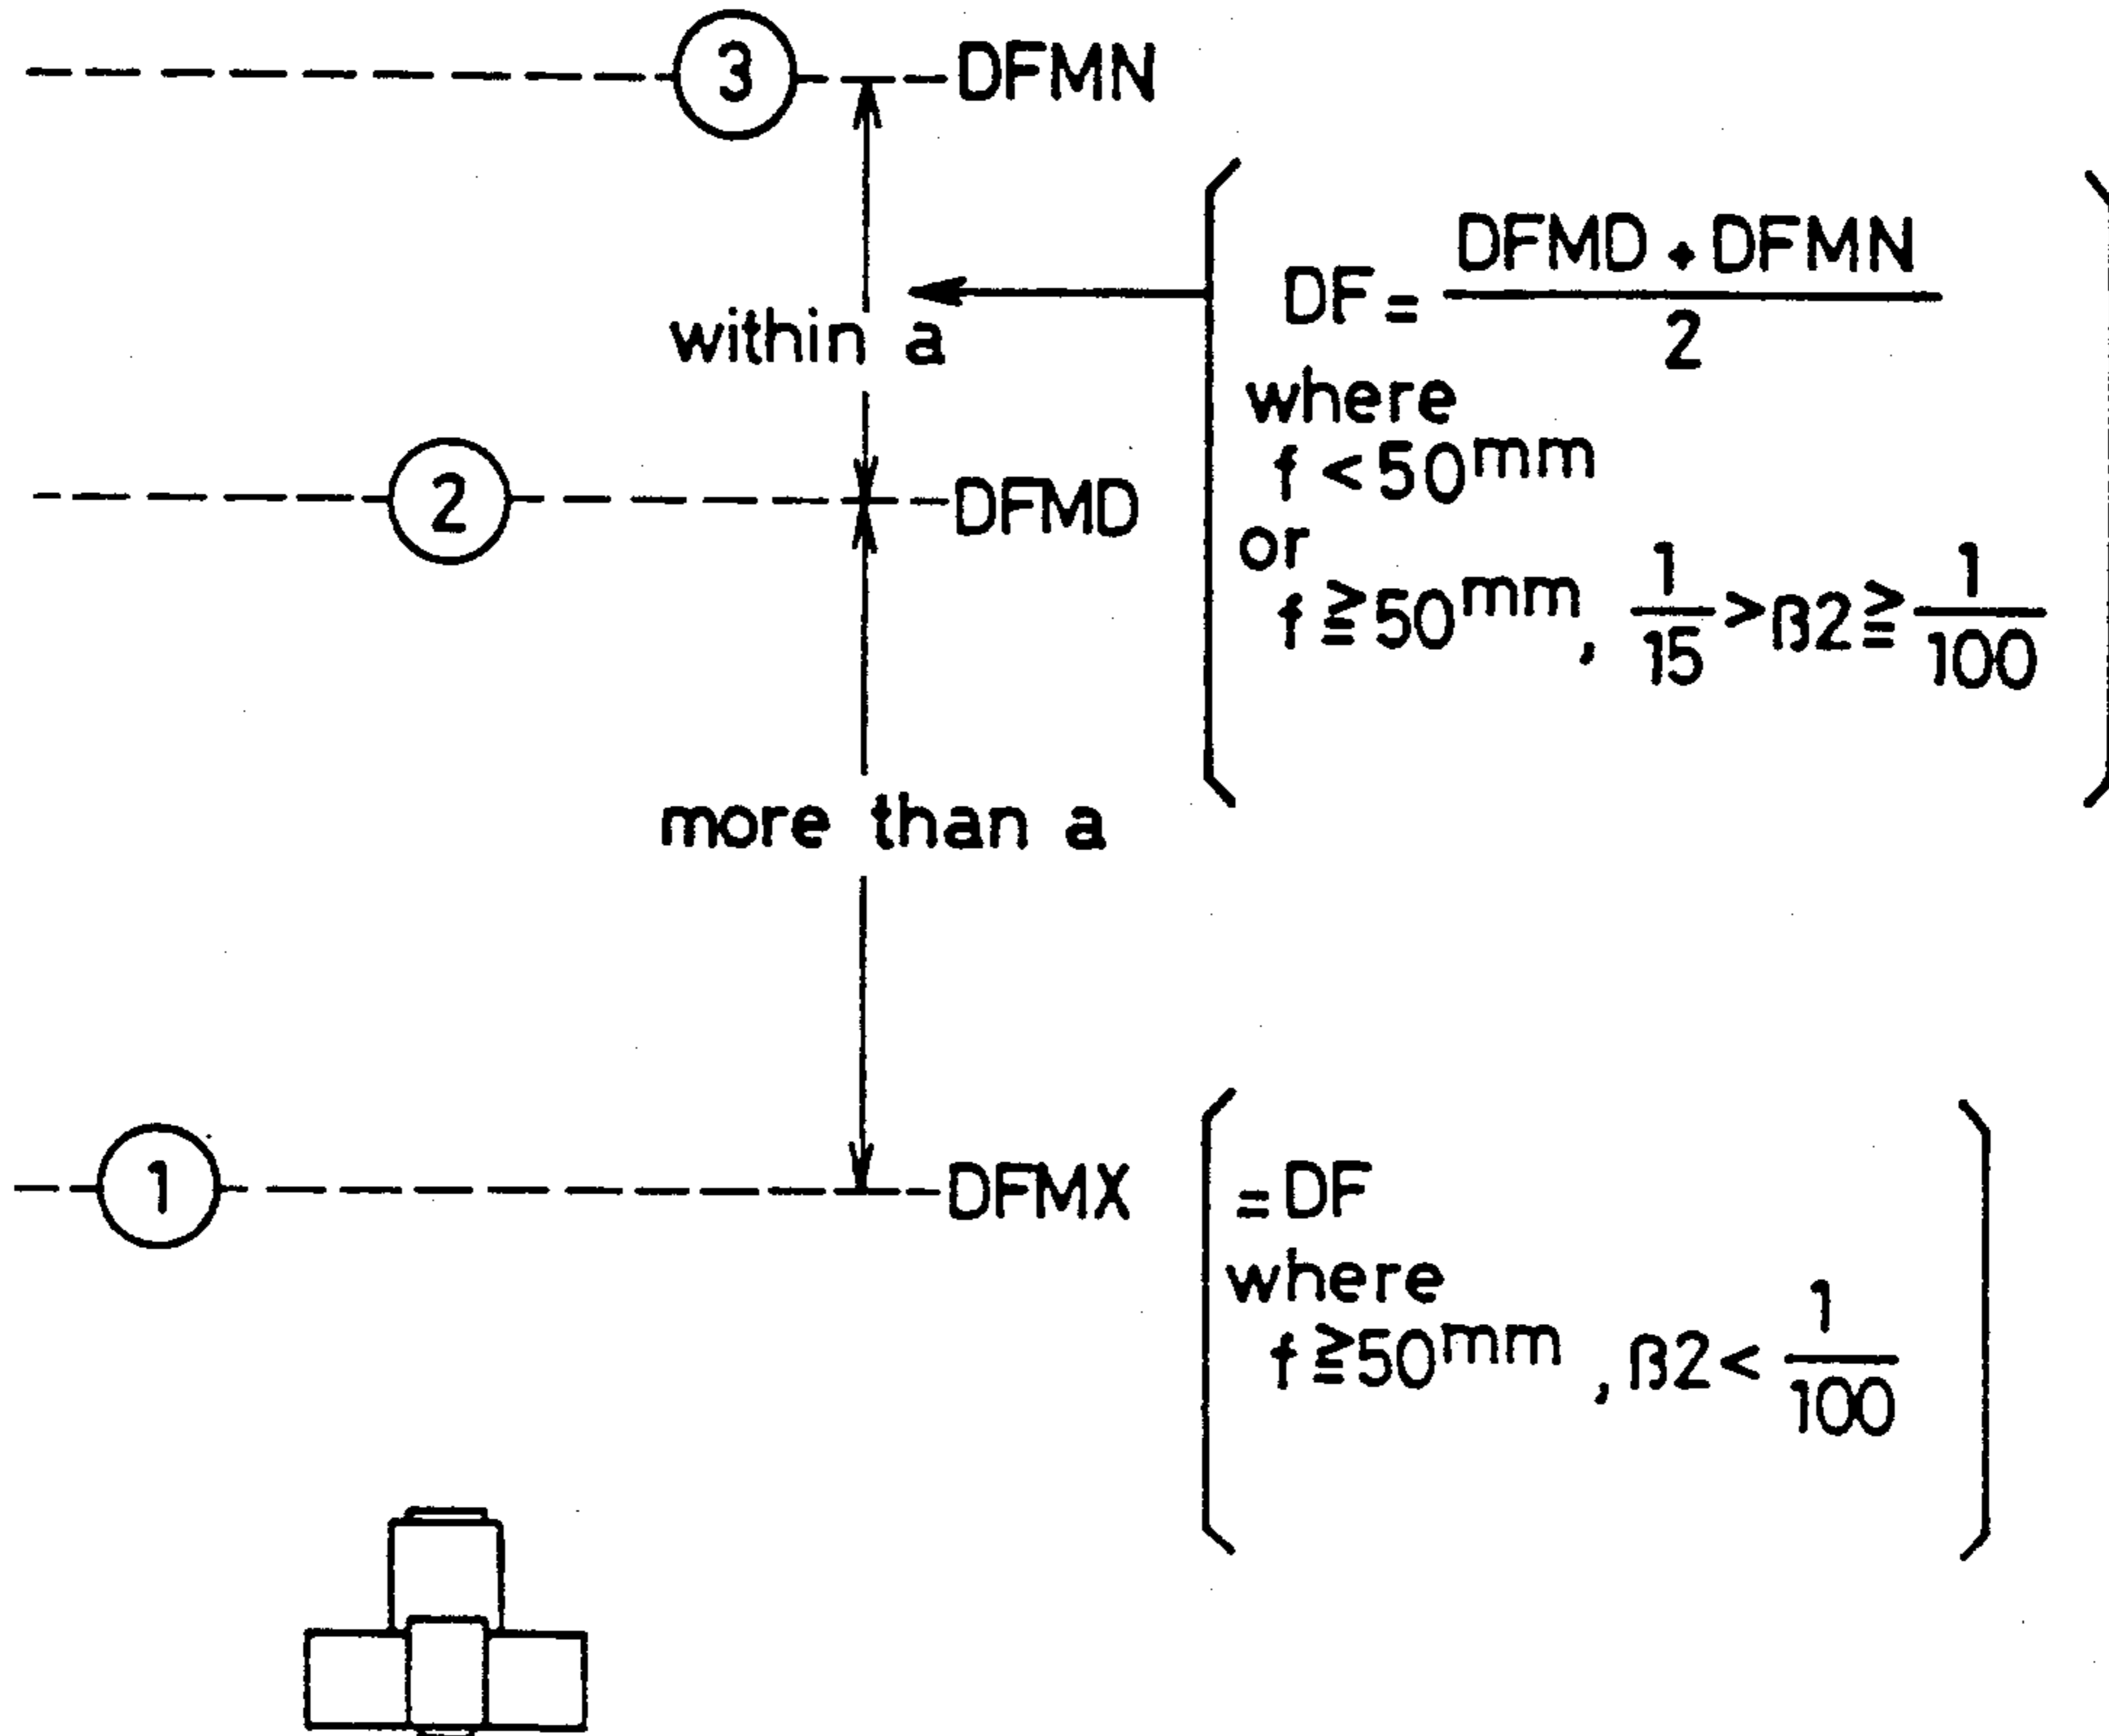 3 DFMN
DF = DFMD + DFMN / 2
within a
where
f < 50mm
2 DFMD
or
f ≧ 50mm, 1/15 > β2 ≧ 1/100
more than a
1 DFMX
= DF
where
f ≧ 50mm, β2 < 1/100